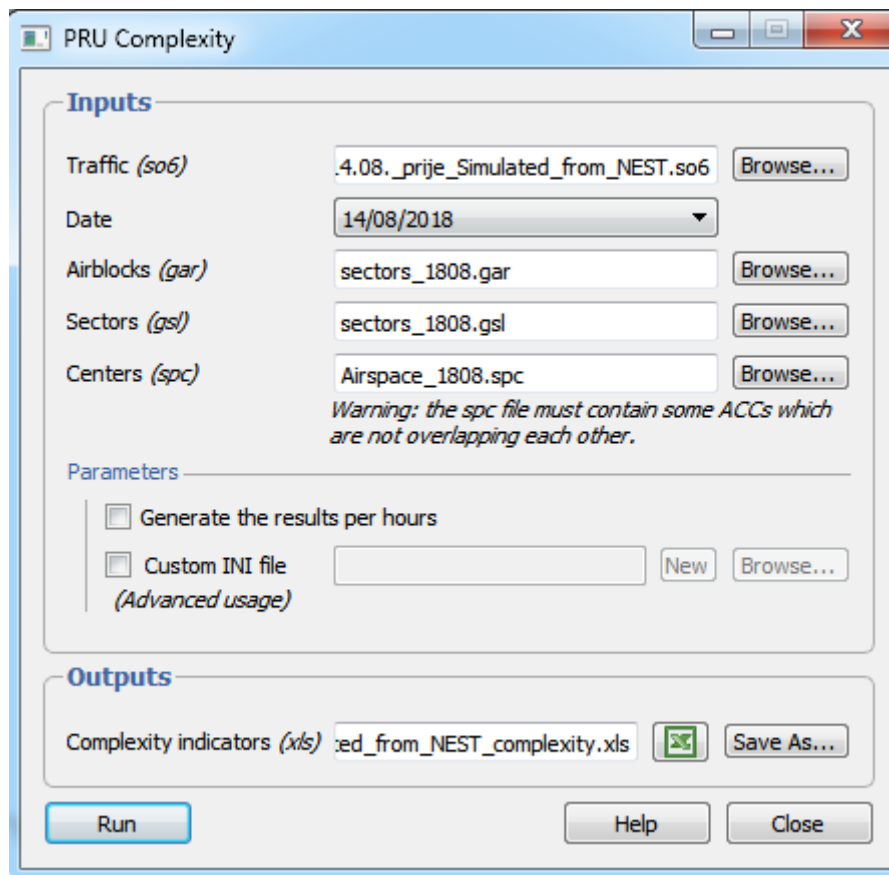 PRU Complexity
Inputs
Traffic (so6) .4.08._prije_Simulated_from_NEST.so6 Browse...
Date 14/08/2018
Airblocks (gar) sectors_1808.gar Browse...
Sectors (gsl) sectors_1808.gsl Browse...
Centers (spc) Airspace_1808.spc Browse...
Warning: the spc file must contain some ACCs which
are not overlapping each other.
Parameters
Generate the results per hours
Custom INI file New Browse...
(Advanced usage)
Outputs
Complexity indicators (xls) ted_from_NEST_complexity.xls Save As...
Run Help Close